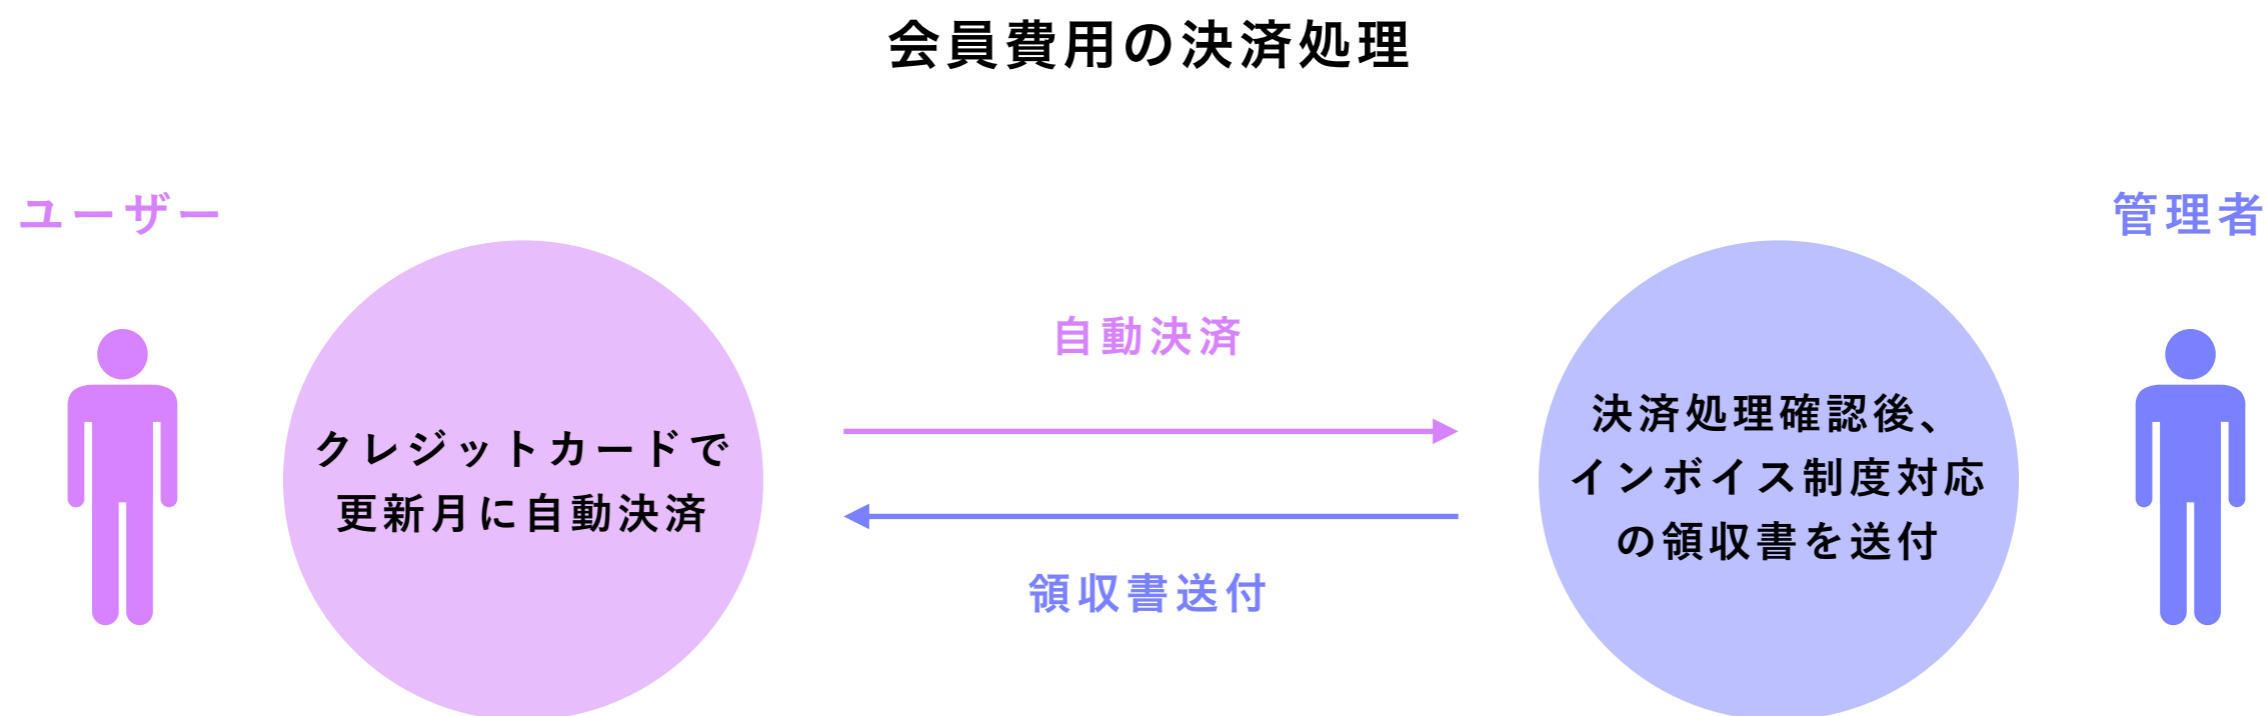 会員費用の決済処理
ユーザー
管理者
クレジットカードで
更新月に自動決済
自動決済
領収書送付
決済処理確認後、
インボイス制度対応
の領収書を送付